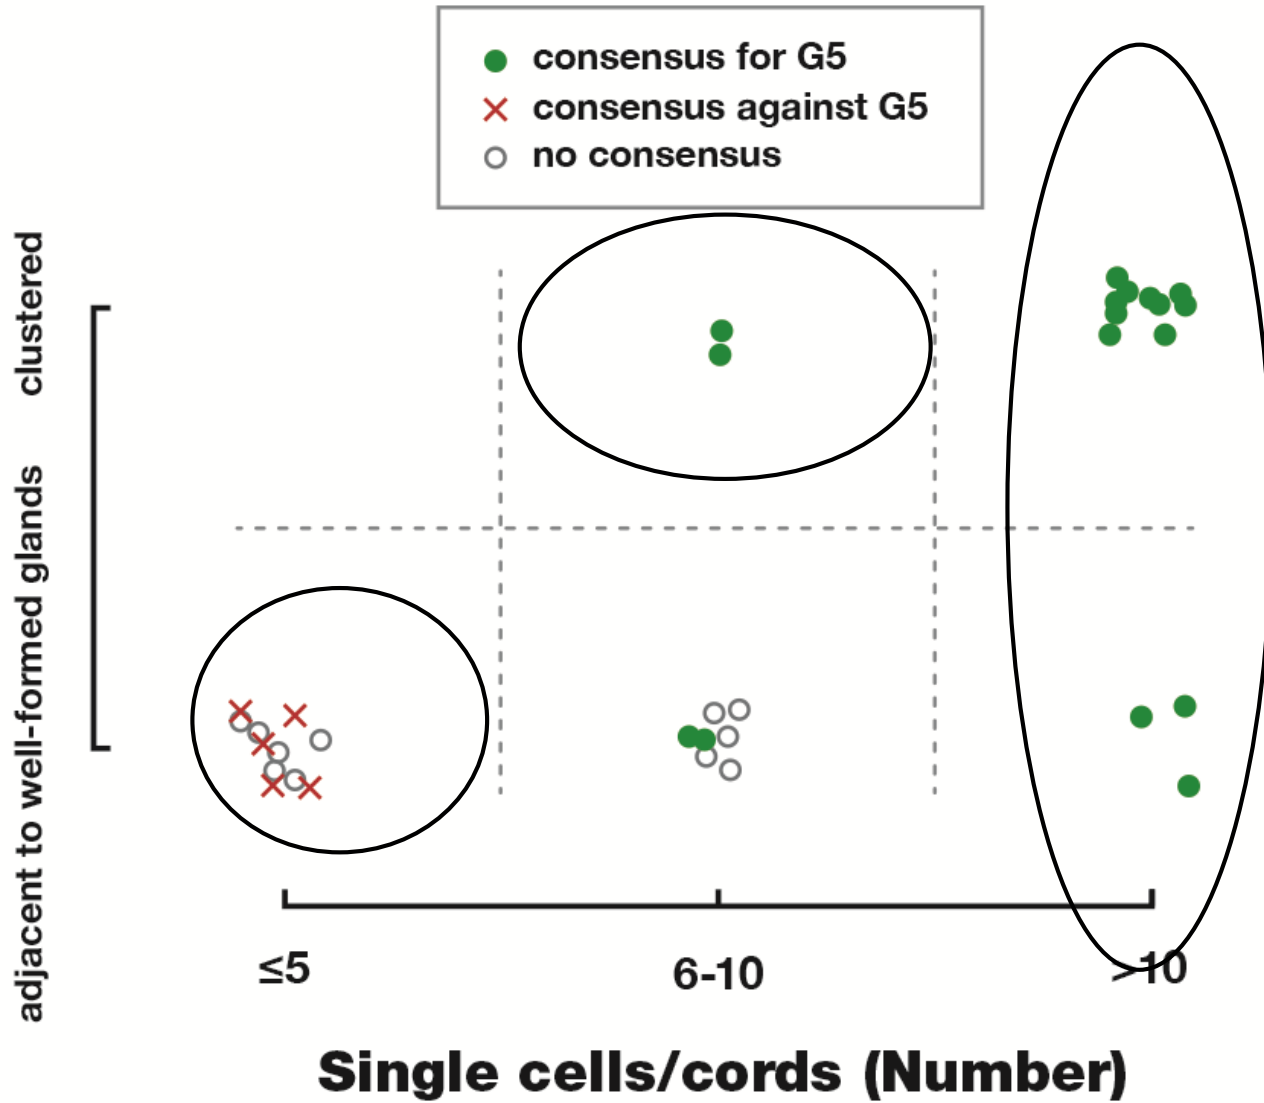 consensus for G5
consensus against G5
no consensus
clustered
adjacent to well-formed glands
≤5
6-10
>10
Single cells/cords (Number)